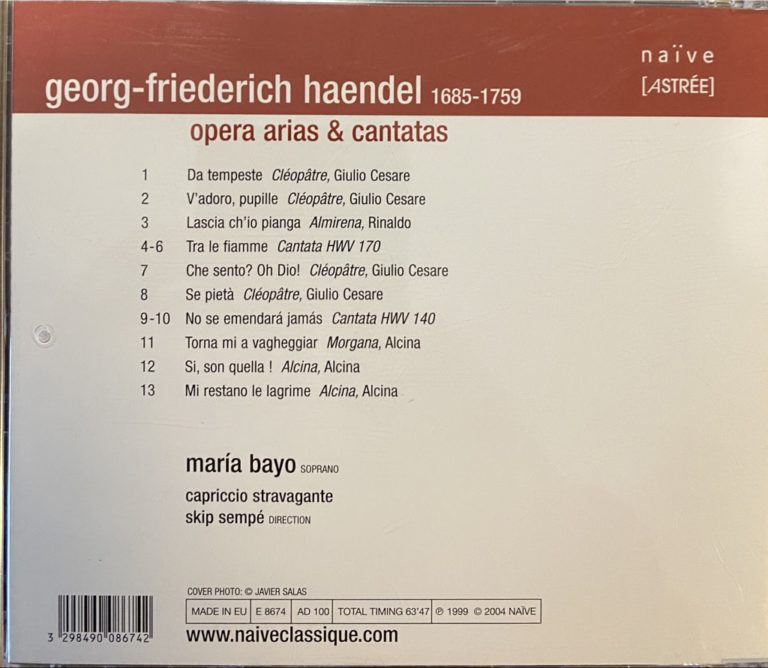 naïve
[ASTRÉE]
georg-friederich haendel 1685-1759
opera arias & cantatas
1 Da tempeste Cléopâtre, Giulio Cesare
2 V'adoro, pupille Cléopâtre, Giulio Cesare
3 Lascia ch'io pianga Almirena, Rinaldo
4-6 Tra le fiamme Cantata HWV 170
7 Che sento? Oh Dio! Cléopâtre, Giulio Cesare
8 Se pietà Cléopâtre, Giulio Cesare
9-10 No se emendará jamás Cantata HWV 140
11 Torna mi a vagheggiar Morgana, Alcina
12 Si, son quella ! Alcina, Alcina
13 Mi restano le lagrime Alcina, Alcina
maría bayo SOPRANO
capriccio stravagante
skip sempé DIRECTION
COVER PHOTO: © JAVIER SALAS
MADE IN EU E 8674 AD 100 TOTAL TIMING 63'47 ℗ 1999 © 2004 NAÏVE
3 298490 086742
www.naiveclassique.com